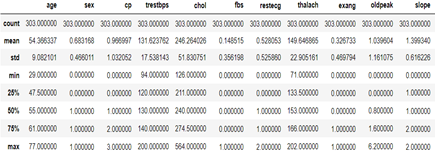 age sex cp trestbps chol fbs restecg thalach exang oldpeak slope
count 303.000000 303.000000 303.000000 303.000000 303.000000 303.000000 303.000000 303.000000 303.000000 303.000000 303.000000
mean 54.366337 0.683168 0.966997 131.623762 246.264026 0.148515 0.528053 149.646865 0.326733 1.039604 1.399340
std 9.082101 0.466011 1.032052 17.538143 51.830751 0.356198 0.525860 22.905161 0.469794 1.161075 0.616226
min 29.000000 0.000000 0.000000 94.000000 126.000000 0.000000 0.000000 71.000000 0.000000 0.000000 0.000000
25% 47.500000 0.000000 0.000000 120.000000 211.000000 0.000000 0.000000 133.500000 0.000000 0.000000 1.000000
50% 55.000000 1.000000 1.000000 130.000000 240.000000 0.000000 1.000000 153.000000 0.000000 0.800000 1.000000
75% 61.000000 1.000000 2.000000 140.000000 274.500000 0.000000 1.000000 166.000000 1.000000 1.600000 2.000000
max 77.000000 1.000000 3.000000 220.000000 564.000000 1.000000 2.000000 202.000000 1.000000 6.200000 2.000000